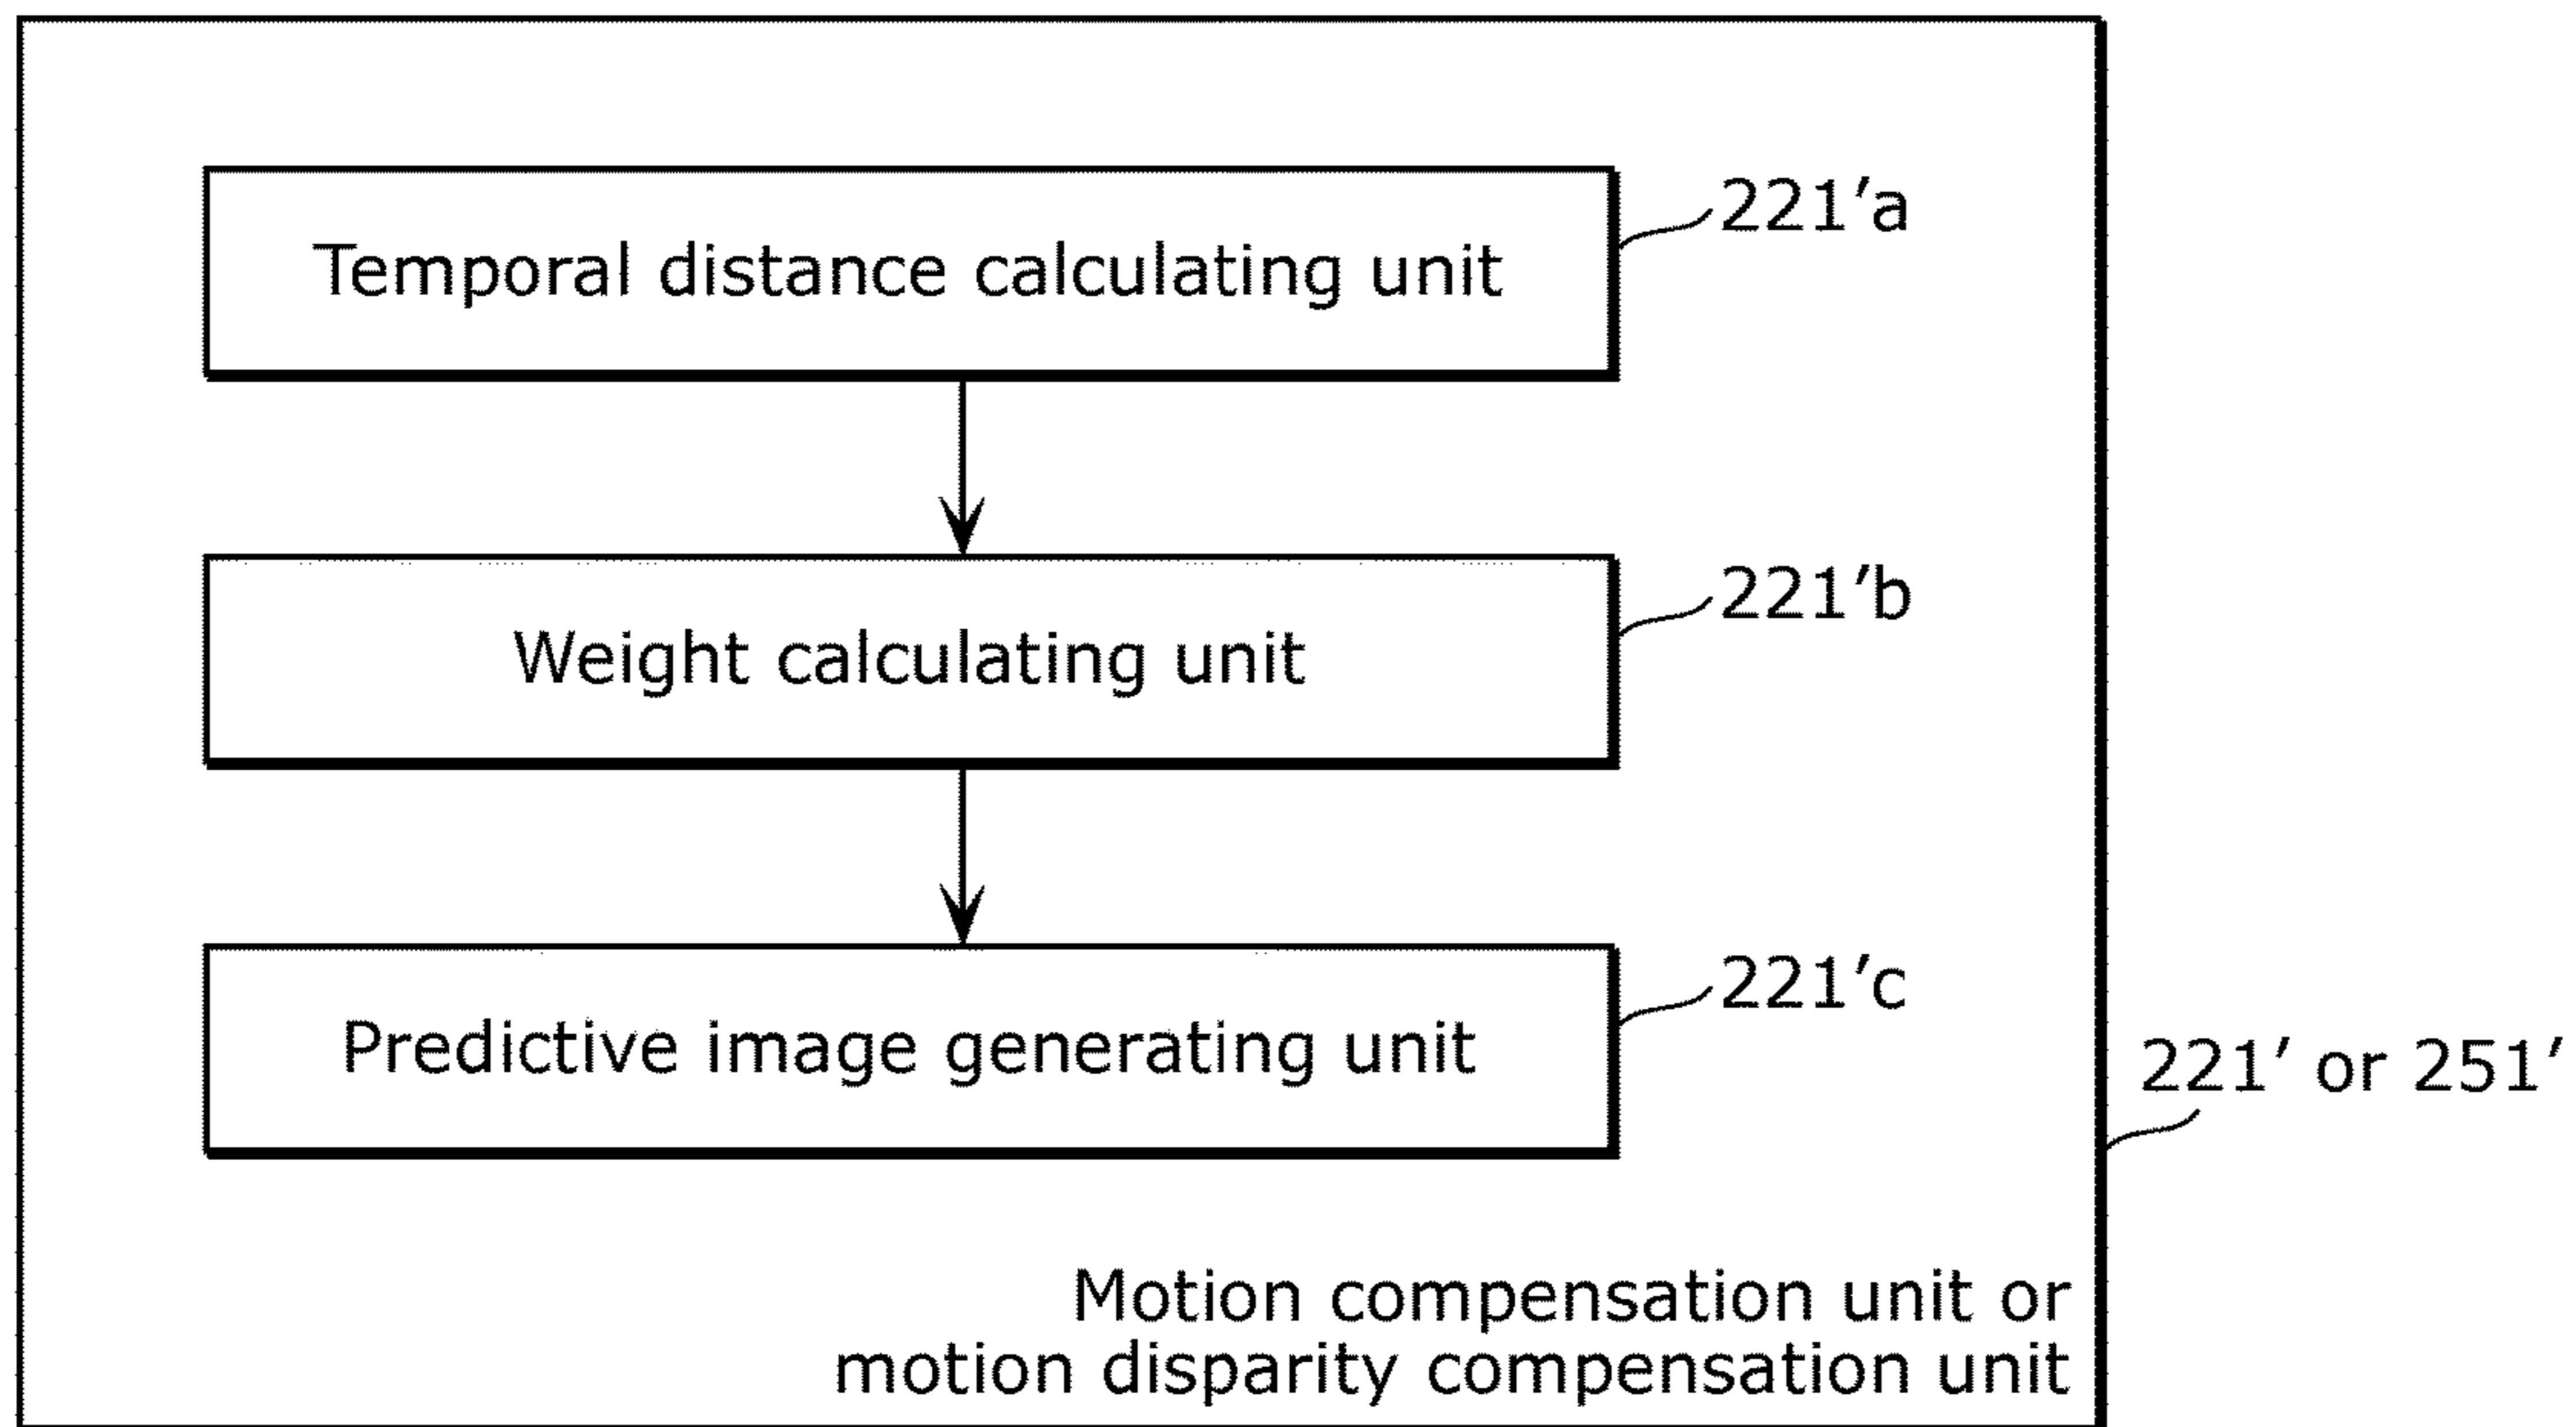 221′a
Temporal distance calculating unit
221′b
Weight calculating unit
221′c
Predictive image generating unit
221′ or 251′
Motion compensation unit or
motion disparity compensation unit